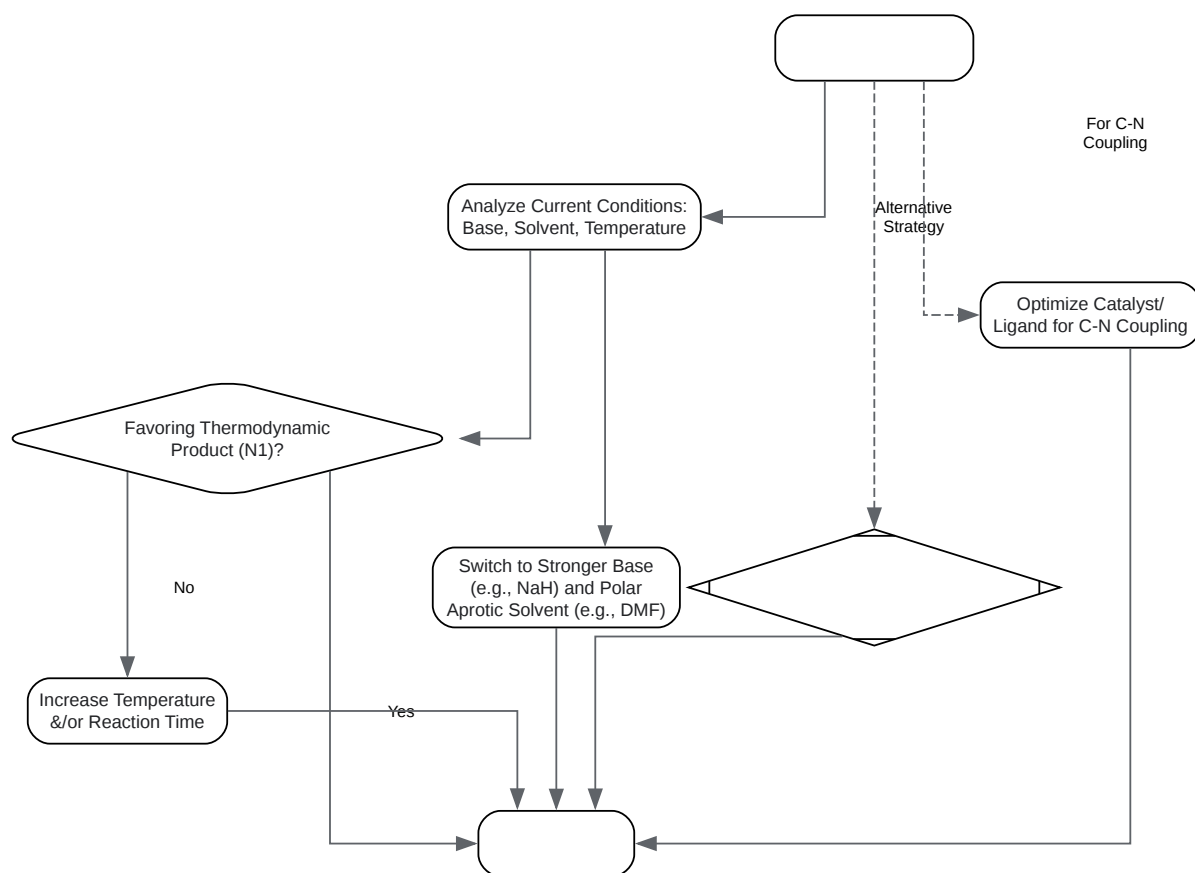 For C-N
Coupling
Analyze Current Conditions:
Base, Solvent, Temperature
Alternative
Strategy
Optimize Catalyst/
Ligand for C-N Coupling
Favoring Thermodynamic
Product (N1)?
Switch to Stronger Base
(e.g., NaH) and Polar
Aprotic Solvent (e.g., DMF)
No
Increase Temperature
&/or Reaction Time
Yes